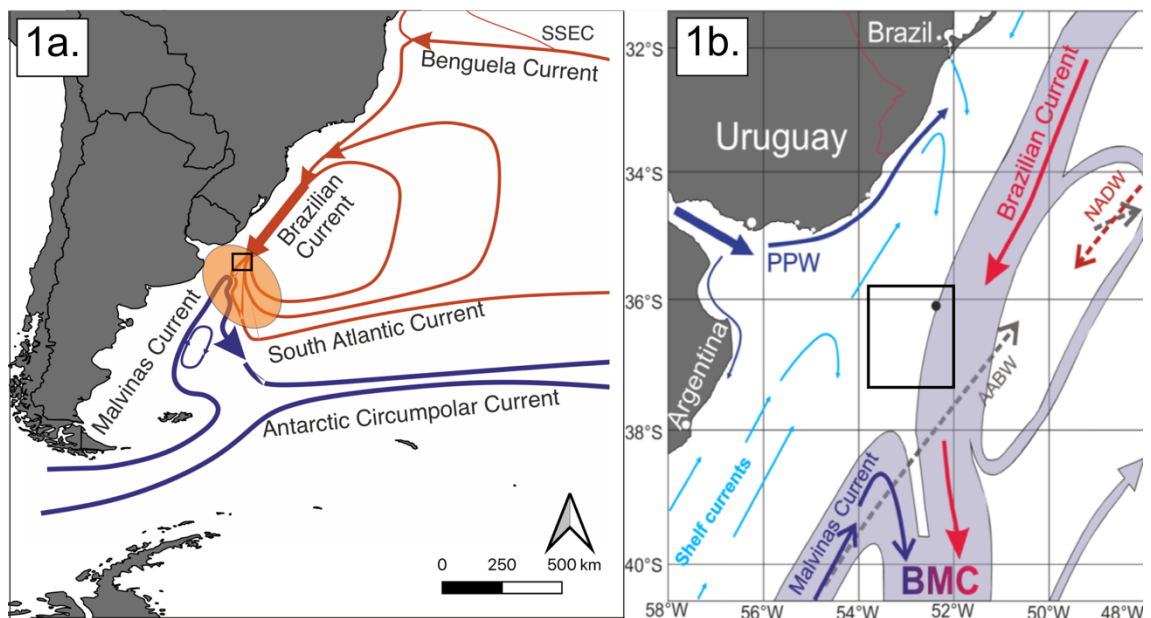 1a.
SSEC
Benguela Current
Brazilian
Current
Malvinas Current
South Atlantic Current
Antarctic Circumpolar Current
0 250 500 km
1b.
Brazil
Uruguay
Argentina
Brazilian Current
NADW
PPW
AABW
Shelf currents
Malvinas Current
BMC
32°S
34°S
36°S
38°S
40°S
58°W 56°W 54°W 52°W 50°W 48°W